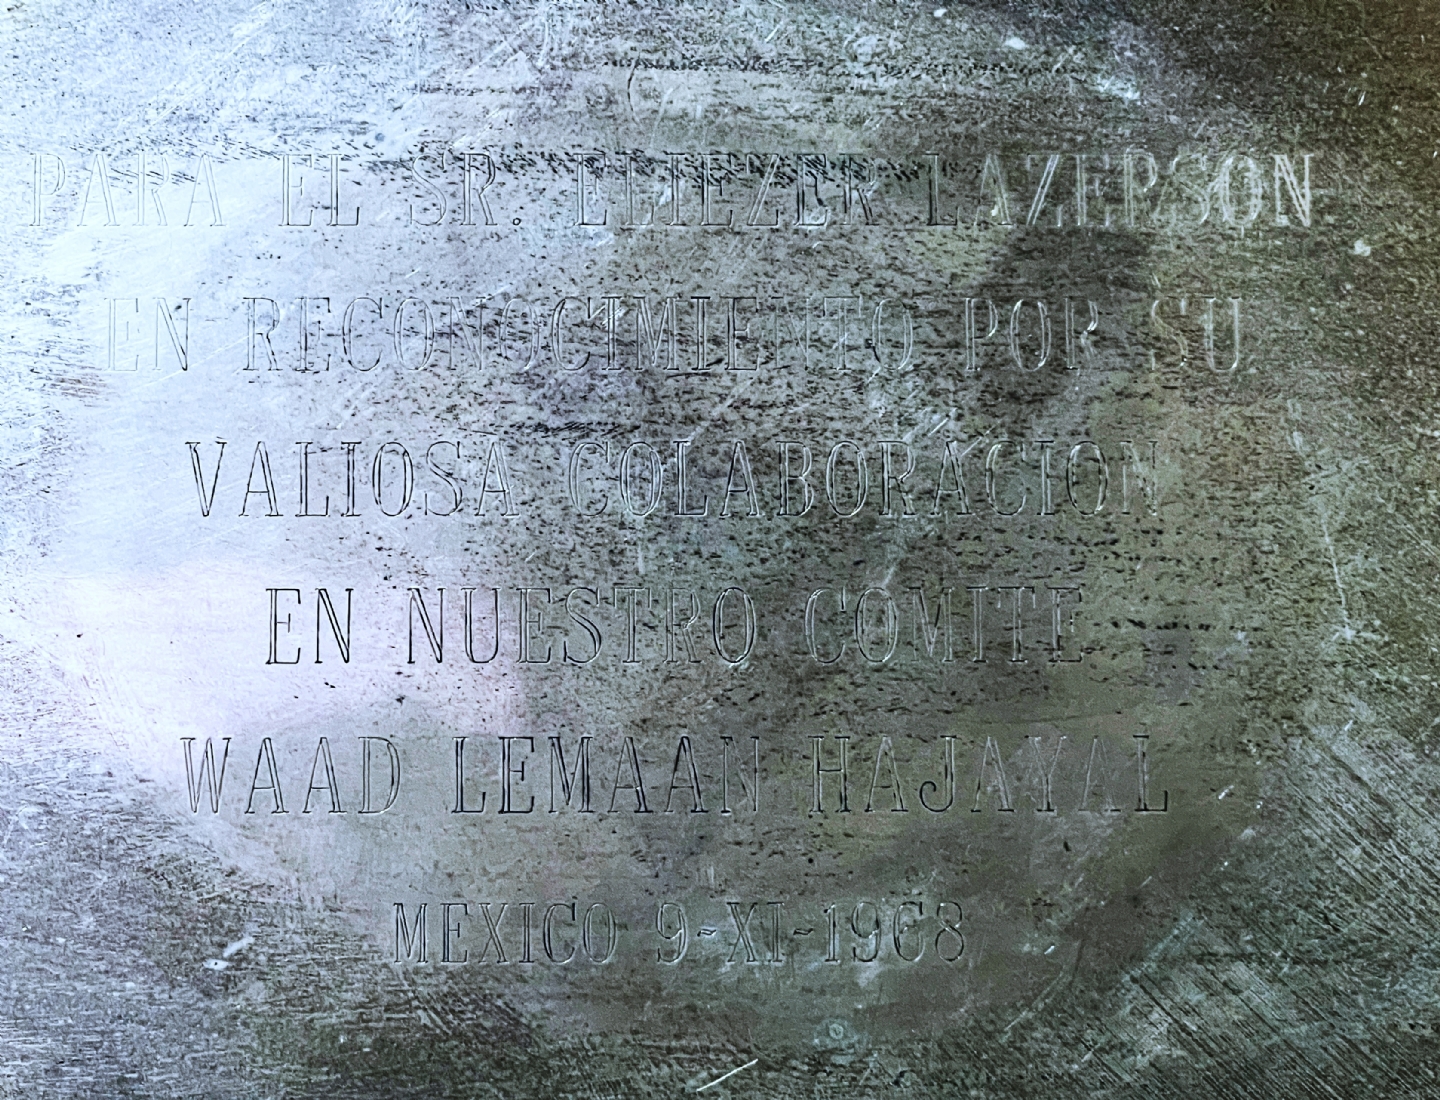 PARA EL SR. ELIEZER LAZERSON
EN RECONOCIMIENTO POR SU
VALIOSA COLABORACION
EN NUESTRO COMITE
WAAD LEMAAN HAJAYAL
MEXICO 9-XI-1968